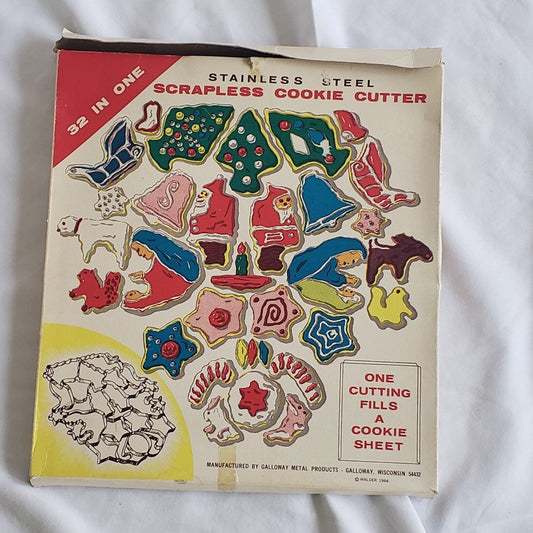 32 IN ONE
STAINLESS STEEL
SCRAPLESS COOKIE CUTTER
ONE
CUTTING
FILLS
A
COOKIE
SHEET
MANUFACTURED BY GALLOWAY METAL PRODUCTS - GALLOWAY, WISCONSIN 54432
© WALDER 1964